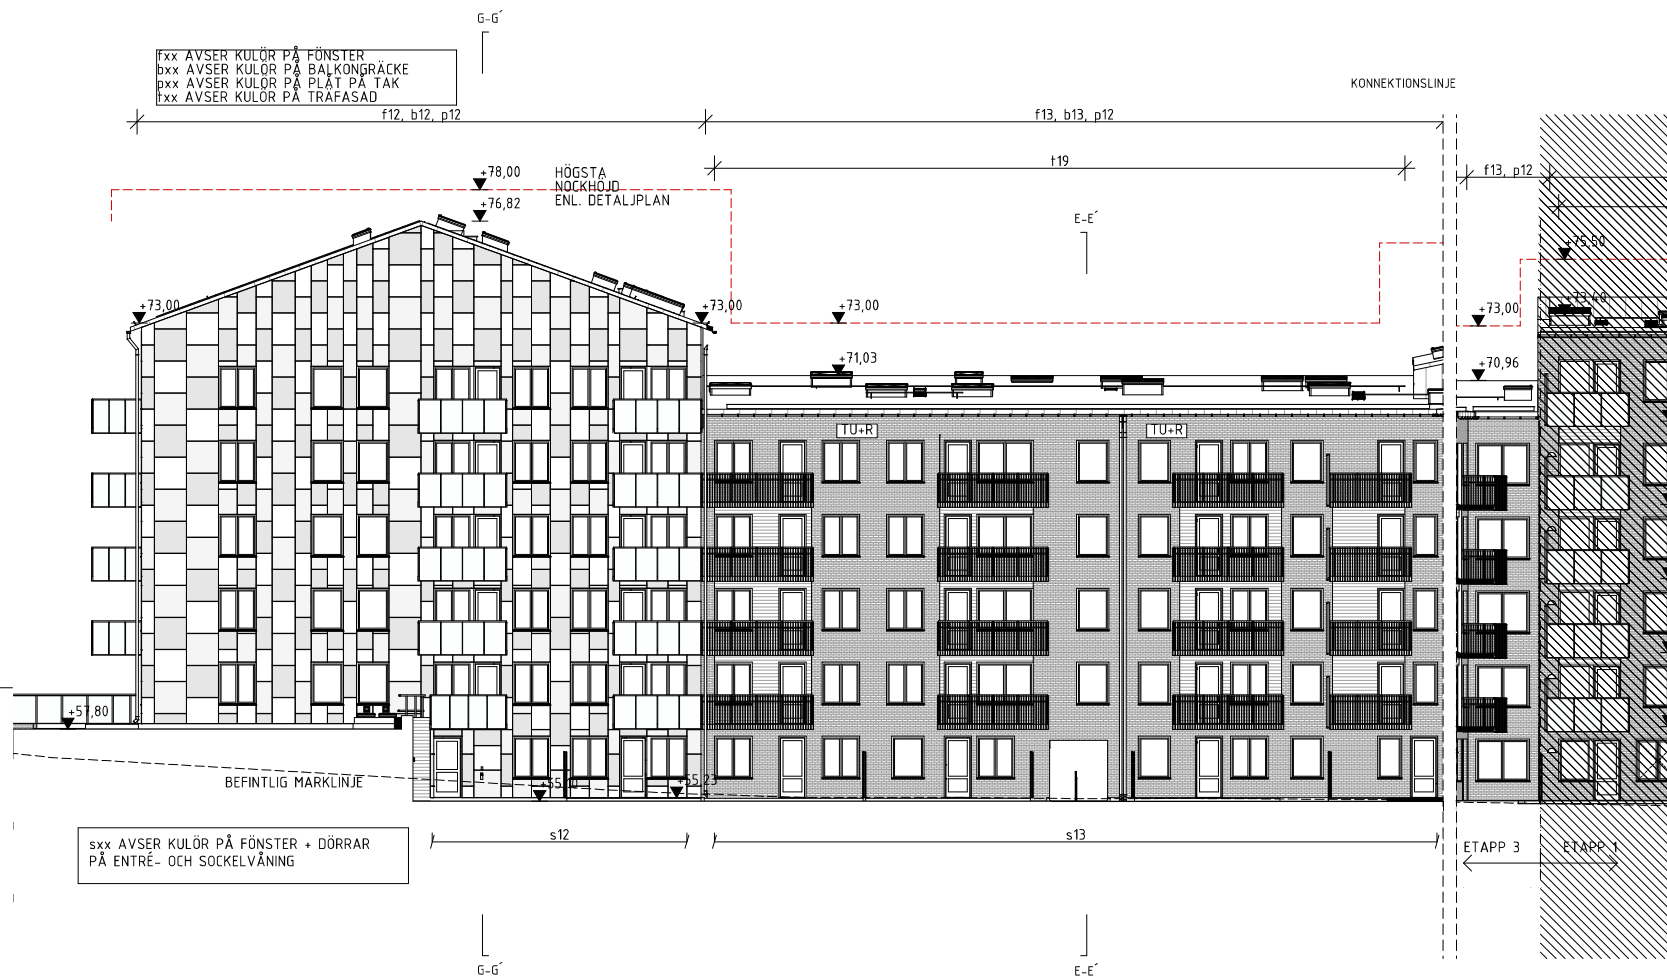 G-G´
fxx AVSER KULÖR PÅ FÖNSTER
bxx AVSER KULÖR PÅ BALKONGRÄCKE
pxx AVSER KULÖR PÅ PLÅT PÅ TAK
txx AVSER KULÖR PÅ TRÄFASAD
KONNEKTIONSLINJE
f12, b12, p12
f13, b13, p12
t19
f13, p12
+78,00
HÖGSTA
NOCKHÖJD
ENL. DETALJPLAN
+76,82
E-E´
+75,50
+73,00
+73,00
+73,00
+73,00
+73,40
+71,03
+70,96
TU+R
TU+R
+57,80
BEFINTLIG MARKLINJE
+55,23
sxx AVSER KULÖR PÅ FÖNSTER + DÖRRAR
PÅ ENTRÉ- OCH SOCKELVÅNING
s12
s13
ETAPP 3
ETAPP 1
G-G´
E-E´